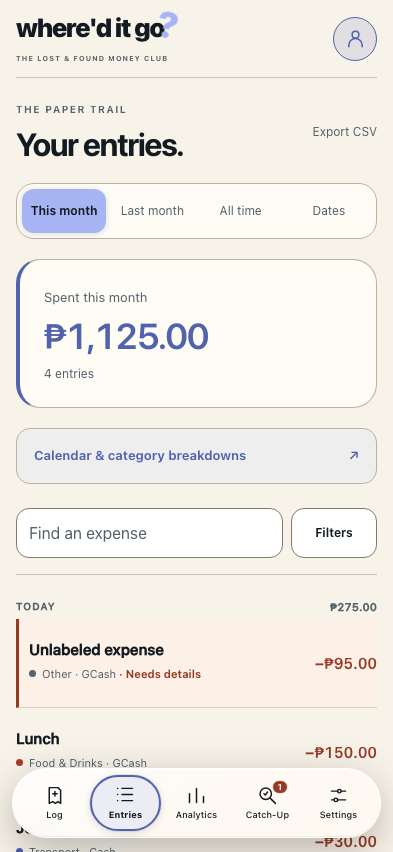 where'd it go?
THE LOST & FOUND MONEY CLUB
THE PAPER TRAIL
Your entries.
Export CSV
This month
Last month
All time
Dates
Spent this month
₱1,125.00
4 entries
Calendar & category breakdowns ↗
Find an expense
Filters
TODAY
₱275.00
Unlabeled expense
Other · GCash · Needs details
–₱95.00
Lunch
Food & Drinks · GCash
–₱150.00
–₱30.00
Transport · Cash
Log
Entries
Analytics
Catch-Up
1
Settings